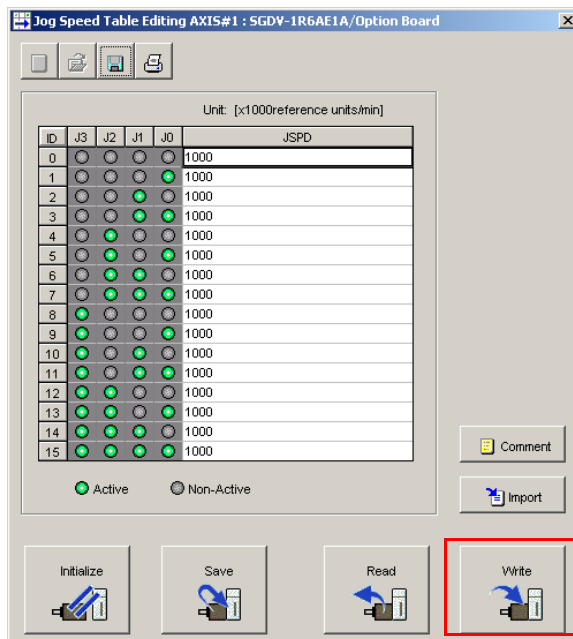 Jog Speed Table Editing AXIS#1 : SGDV-1R6AE1A/Option Board
Unit: [x1000reference units/min]
ID J3 J2 J1 J0 JSPD
0 1000
1 1000
2 1000
3 1000
4 1000
5 1000
6 1000
7 1000
8 1000
9 1000
10 1000
11 1000
12 1000
13 1000
14 1000
15 1000
Active Non-Active
Comment
Import
Initialize Save Read Write